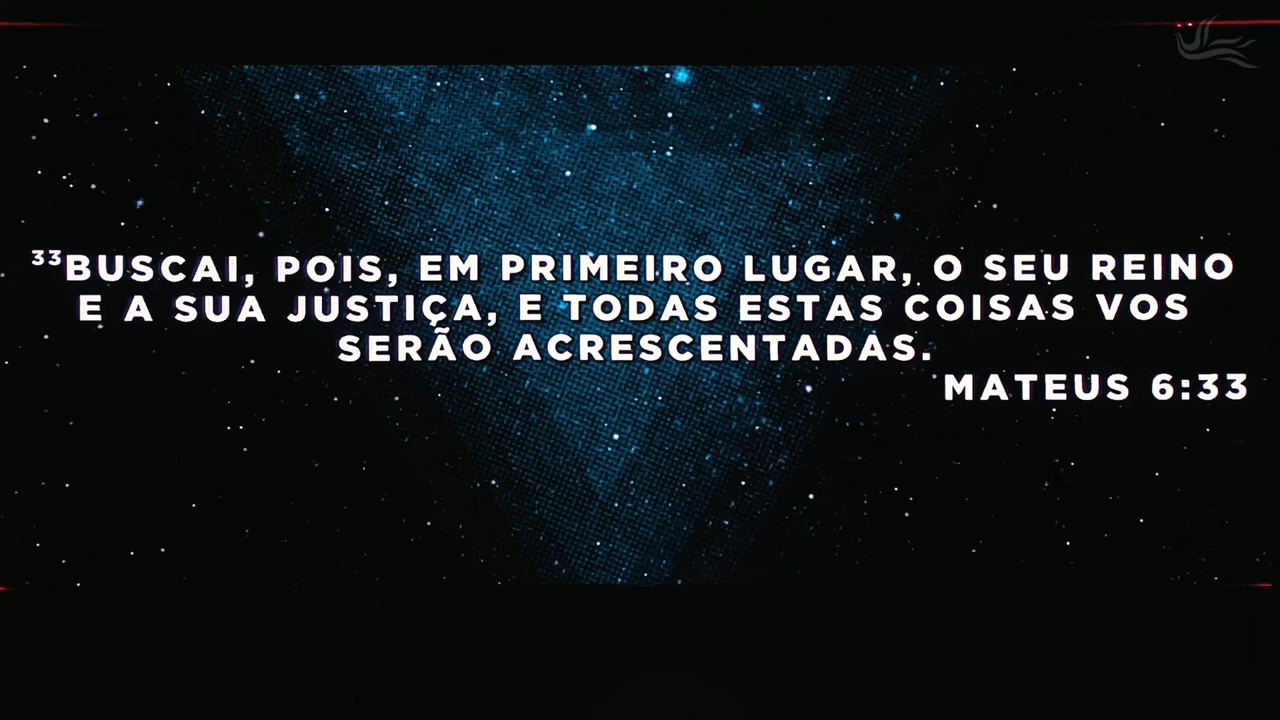 ³³BUSCAI, POIS, EM PRIMEIRO LUGAR, O SEU REINO
E A SUA JUSTIÇA, E TODAS ESTAS COISAS VOS
SERÃO ACRESCENTADAS.
MATEUS 6:33